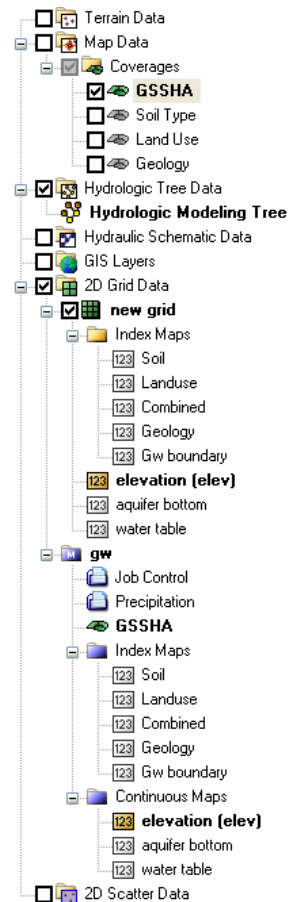 Terrain Data
Map Data
Coverages
GSSHA
Soil Type
Land Use
Geology
Hydrologic Tree Data
Hydrologic Modeling Tree
Hydraulic Schematic Data
GIS Layers
2D Grid Data
new grid
Index Maps
123 Soil
123 Landuse
123 Combined
123 Geology
123 Gw boundary
123 elevation (elev)
123 aquifer bottom
123 water table
M gw
Job Control
Precipitation
GSSHA
Index Maps
123 Soil
123 Landuse
123 Combined
123 Geology
123 Gw boundary
Continuous Maps
123 elevation (elev)
123 aquifer bottom
123 water table
2D Scatter Data